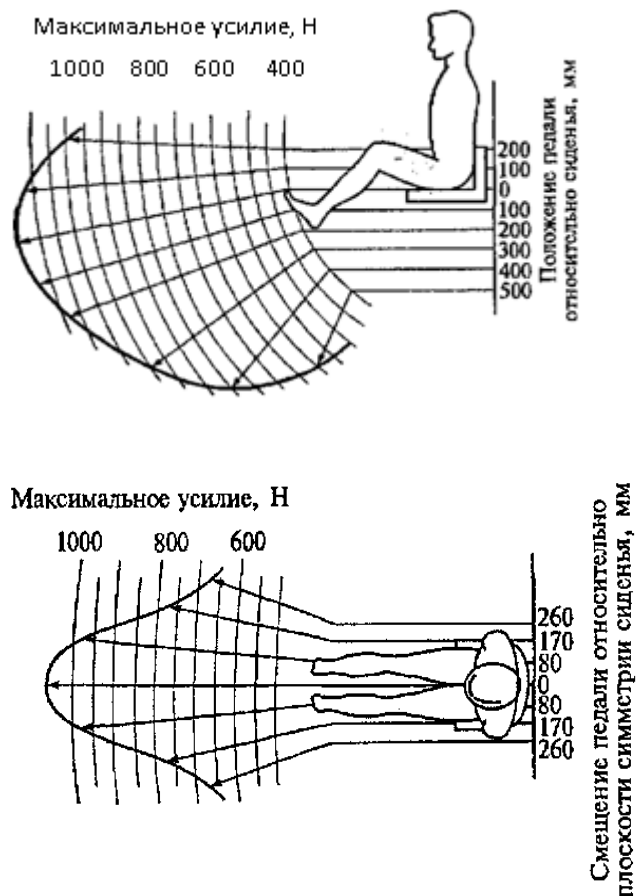 Максимальное усилие, Н
1000 800 600 400
200
100
0
100
200
300
400
500
Положение педали
относительно сиденья, мм
Максимальное усилие, Н
1000 800 600
260
170
80
0
80
170
260
Смещение педали относительно
плоскости симметрии сиденья, мм